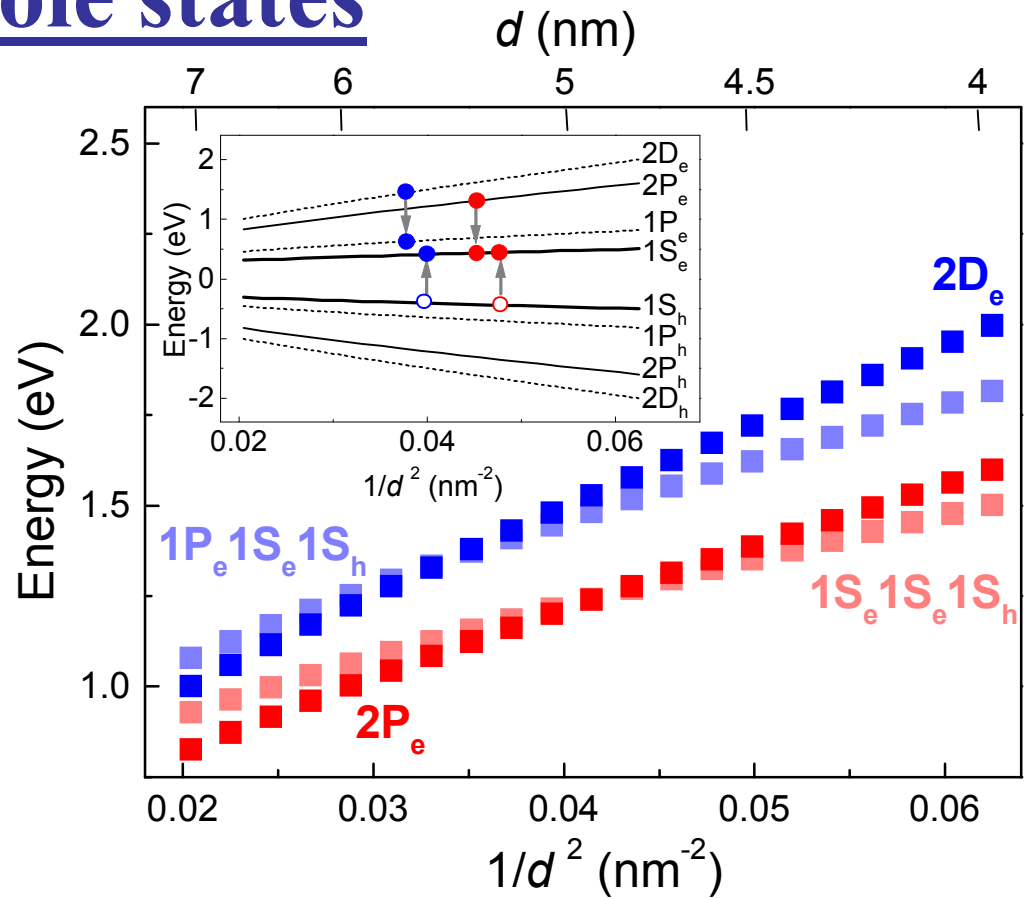 ole states
d (nm)
7 6 5 4.5 4
2.5
2.0
1.5
1.0
Energy (eV)
2
1
0
-1
-2
Energy (eV)
2Dₑ
2Pₑ
1Pₑ
1Sₑ
1Sₕ
1Pₕ
2Pₕ
2Dₕ
0.02 0.04 0.06
1/d² (nm⁻²)
2Dₑ
1Pₑ1Sₑ1Sₕ
1Sₑ1Sₑ1Sₕ
2Pₑ
0.02 0.03 0.04 0.05 0.06
1/d² (nm⁻²)